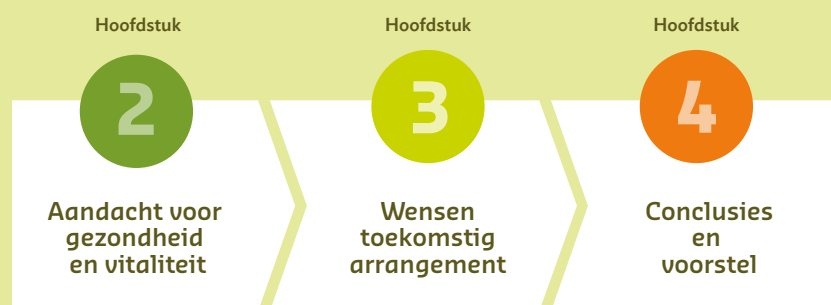 Hoofdstuk
2
Aandacht voor
gezondheid
en vitaliteit
Hoofdstuk
3
Wensen
toekomstig
arrangement
Hoofdstuk
4
Conclusies
en
voorstel